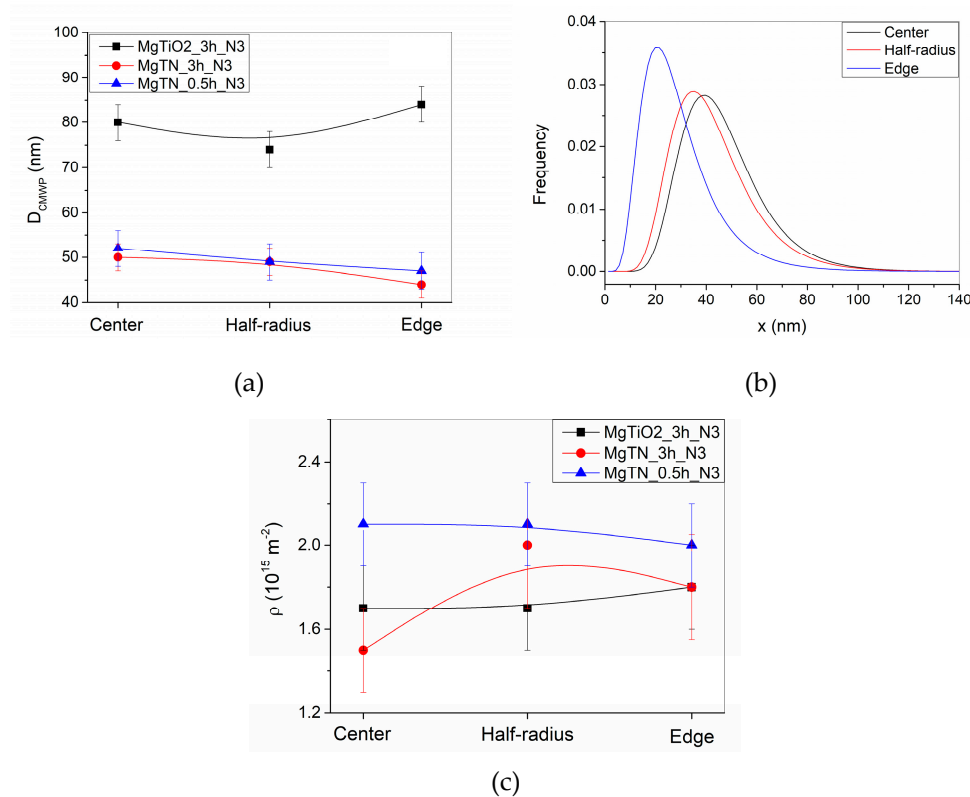 100
90
80
70
60
50
40
D_CMWP (nm)
MgTiO2_3h_N3
MgTN_3h_N3
MgTN_0.5h_N3
Center Half-radius Edge
(a)
0.04
0.03
0.02
0.01
0.00
Frequency
Center
Half-radius
Edge
0 20 40 60 80 100 120 140
x (nm)
(b)
2.4
2.0
1.6
1.2
ρ (10¹⁵ m⁻²)
MgTiO2_3h_N3
MgTN_3h_N3
MgTN_0.5h_N3
Center Half-radius Edge
(c)